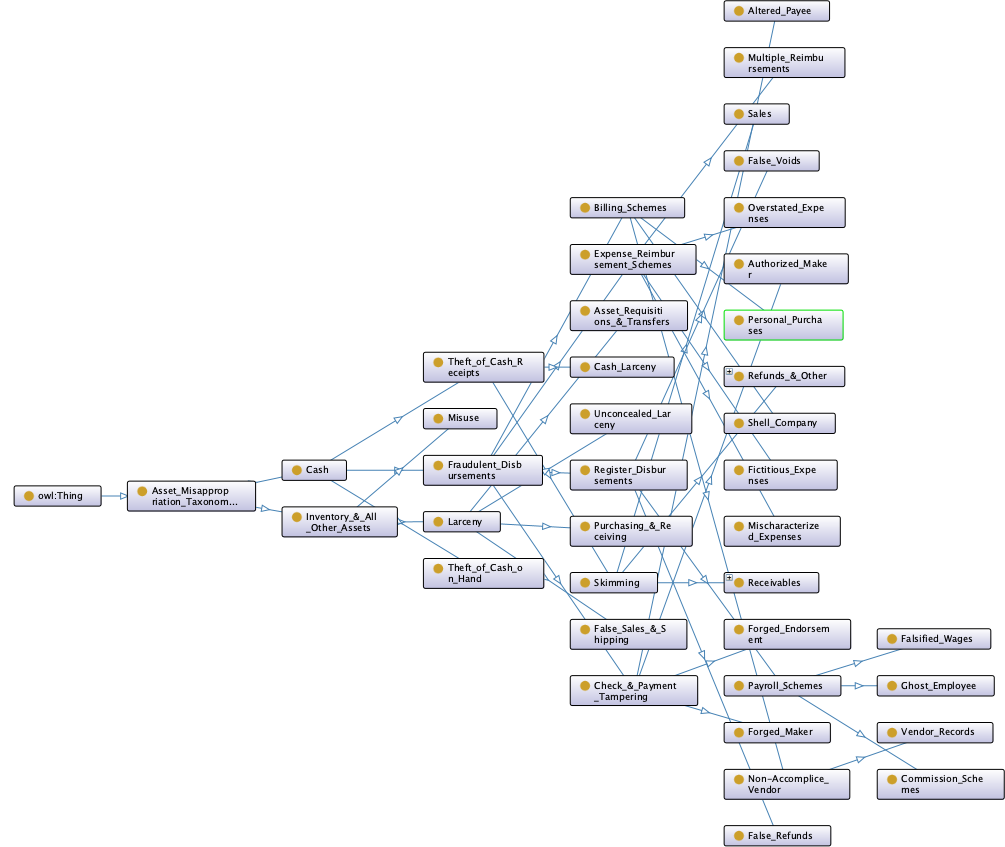 owl:Thing
Asset_Misapprop
riation_Taxonom...
Cash
Inventory_&_All
_Other_Assets
Theft_of_Cash_R
eceipts
Misuse
Fraudulent_Disb
ursements
Larceny
Theft_of_Cash_o
n_Hand
Billing_Schemes
Expense_Reimbur
sement_Schemes
Asset_Requisiti
ons_&_Transfers
Cash_Larceny
Unconcealed_Lar
ceny
Register_Disbur
sements
Purchasing_&_Re
ceiving
Skimming
False_Sales_&_S
hipping
Check_&_Payment
_Tampering
Altered_Payee
Multiple_Reimbu
rsements
Sales
False_Voids
Overstated_Expe
nses
Authorized_Make
r
Personal_Purcha
ses
Refunds_&_Other
Shell_Company
Fictitious_Expe
nses
Mischaracterize
d_Expenses
Receivables
Forged_Endorsem
ent
Payroll_Schemes
Forged_Maker
Non-Accomplice_
Vendor
False_Refunds
Falsified_Wages
Ghost_Employee
Vendor_Records
Commission_Sche
mes